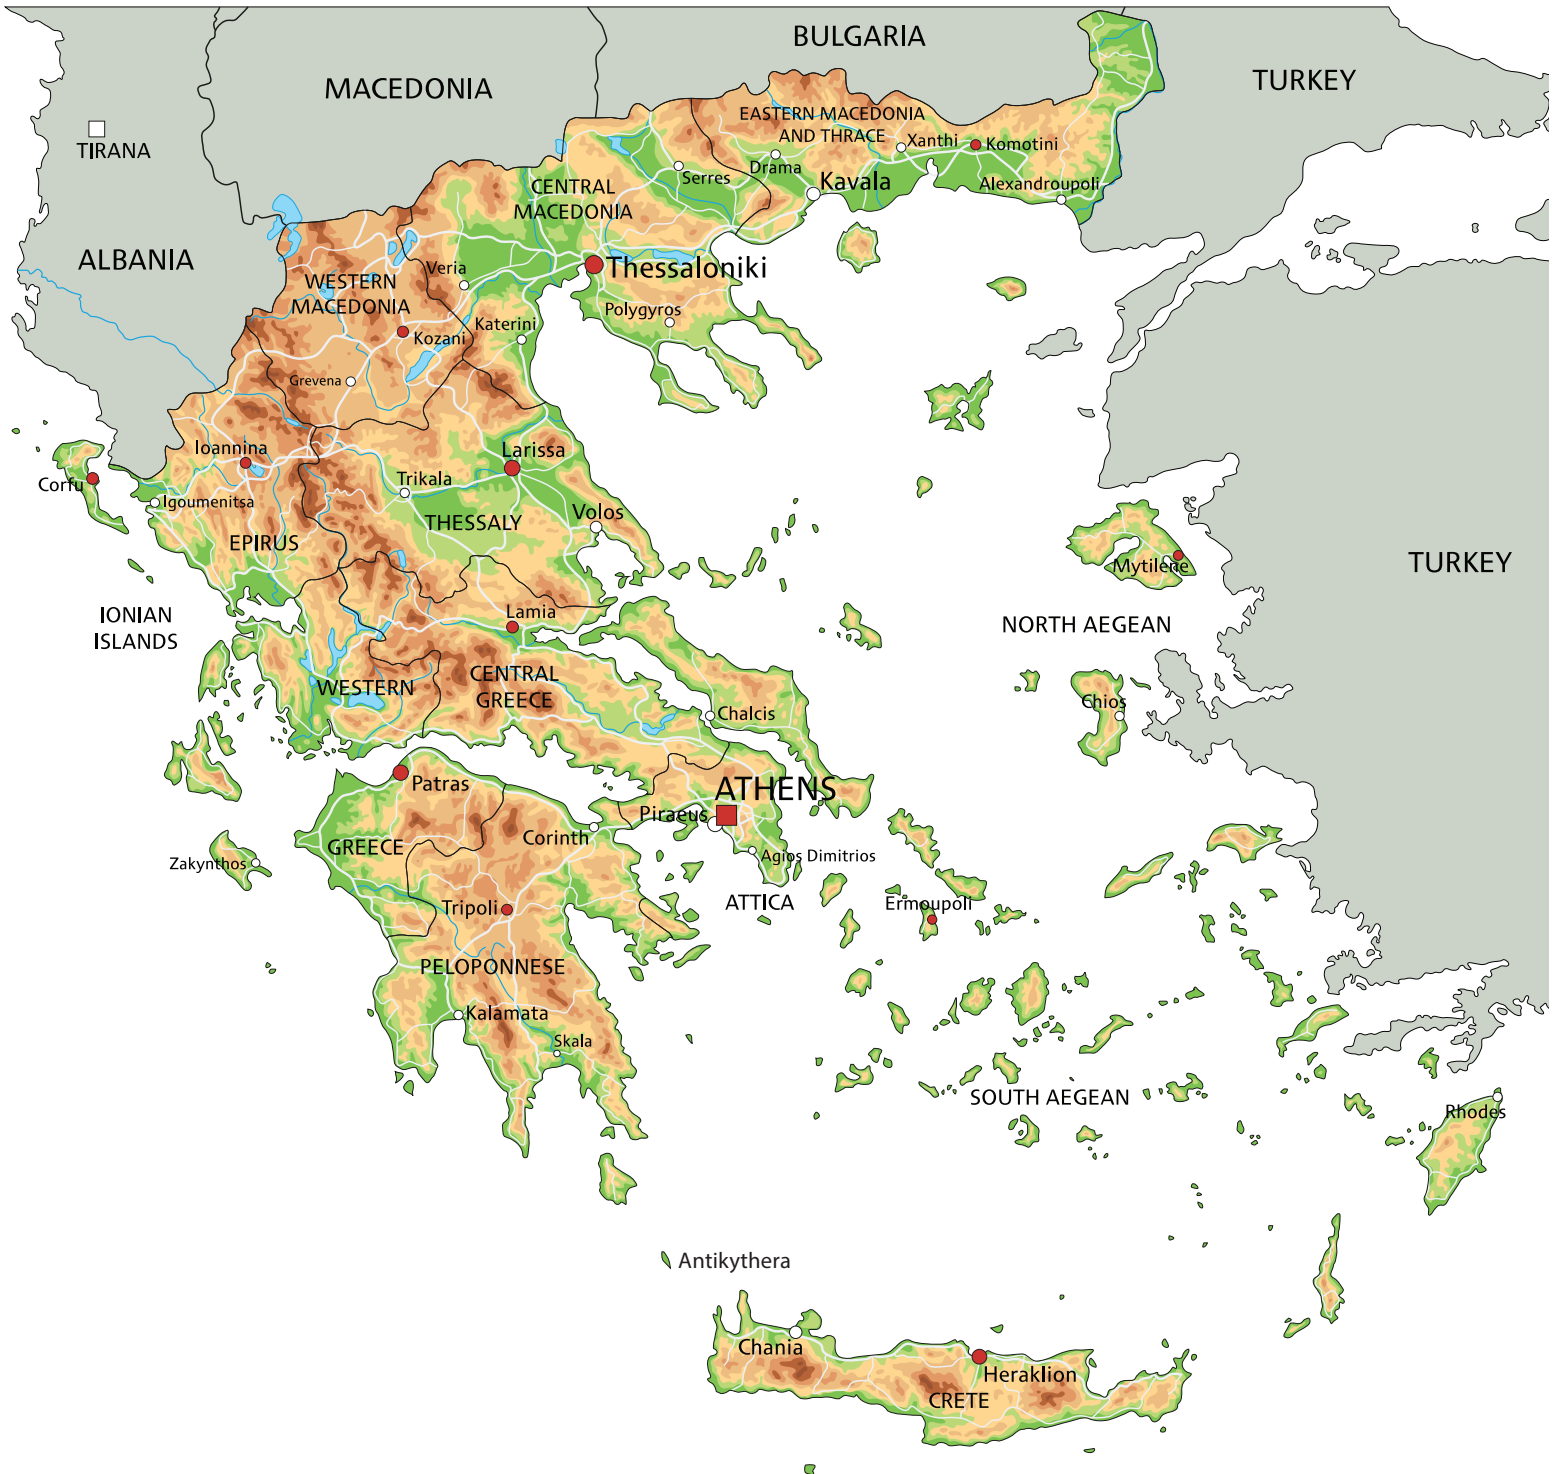 BULGARIA
MACEDONIA
TURKEY
EASTERN MACEDONIA
AND THRACE
TIRANA
Xanthi
Komotini
Drama
Serres
Kavala
Alexandroupoli
CENTRAL
MACEDONIA
ALBANIA
Veria
Thessaloniki
WESTERN
MACEDONIA
Polygyros
Katerini
Kozani
Grevena
Ioannina
Larissa
Corfu
Trikala
Igoumenitsa
Volos
THESSALY
EPIRUS
Mytilene
TURKEY
IONIAN
ISLANDS
Lamia
NORTH AEGEAN
CENTRAL
GREECE
WESTERN
Chios
Chalcis
Patras
ATHENS
Piraeus
Corinth
GREECE
Zakynthos
Agios Dimitrios
ATTICA
Ermoupoli
Tripoli
PELOPONNESE
Kalamata
Skala
SOUTH AEGEAN
Rhodes
Antikythera
Chania
Heraklion
CRETE